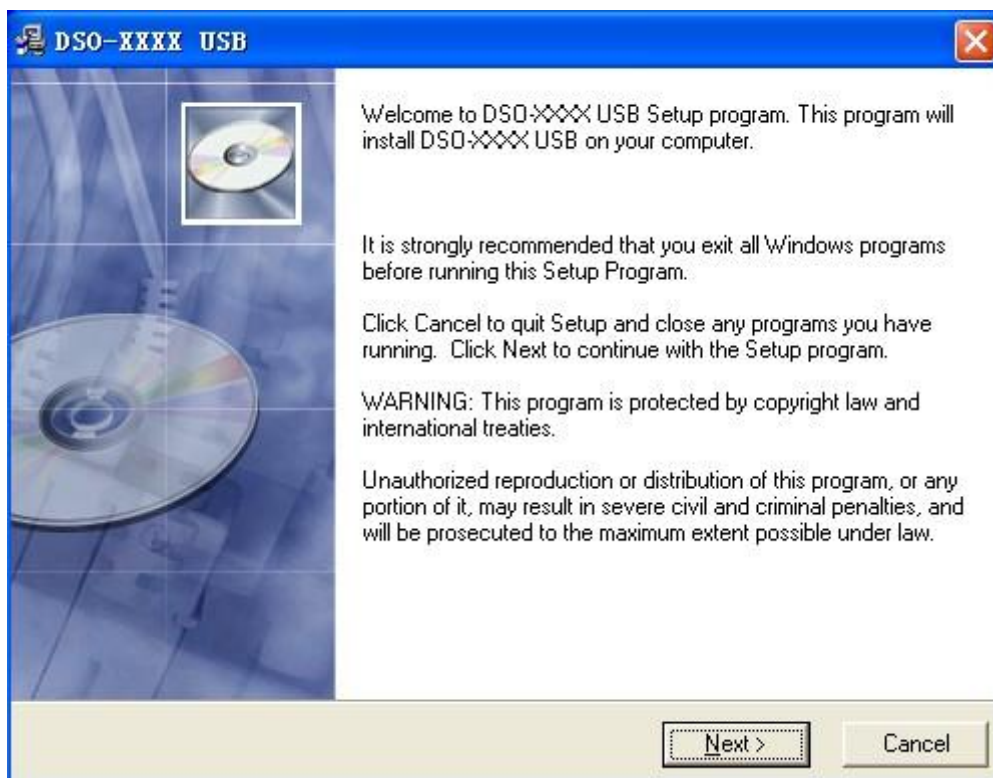 DSO-XXXX USB
Welcome to DSO-XXXX USB Setup program. This program will
install DSO-XXXX USB on your computer.
It is strongly recommended that you exit all Windows programs
before running this Setup Program.
Click Cancel to quit Setup and close any programs you have
running.  Click Next to continue with the Setup program.
WARNING: This program is protected by copyright law and
international treaties.
Unauthorized reproduction or distribution of this program, or any
portion of it, may result in severe civil and criminal penalties, and
will be prosecuted to the maximum extent possible under law.
Next >
Cancel